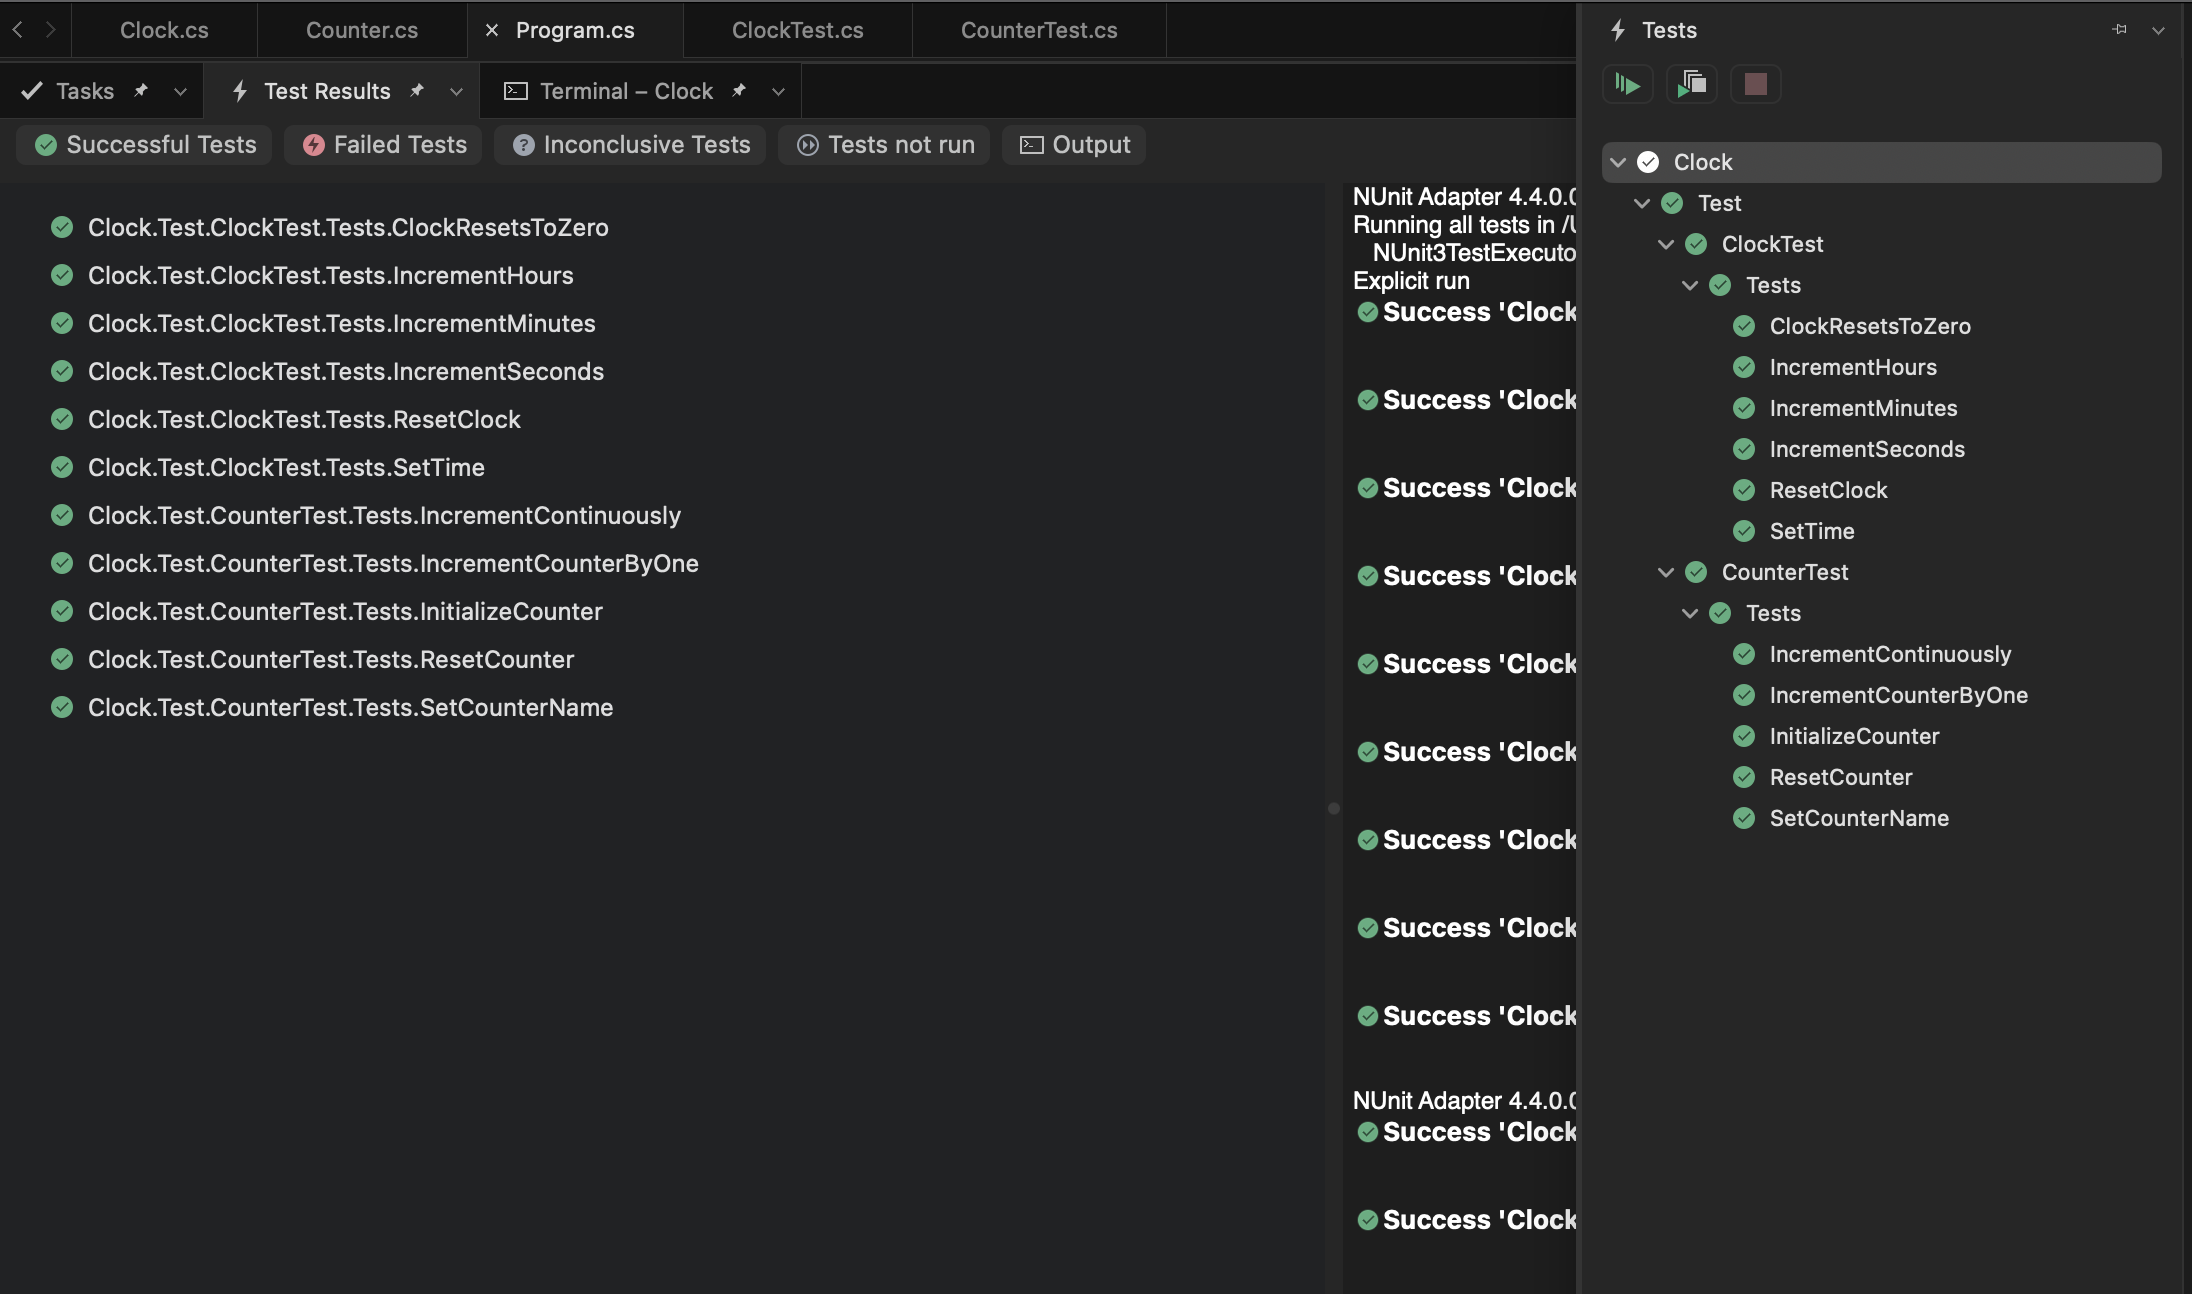 Clock.cs Counter.cs Program.cs ClockTest.cs CounterTest.cs
Tasks Test Results Terminal – Clock
Successful Tests Failed Tests Inconclusive Tests Tests not run Output
Clock.Test.ClockTest.Tests.ClockResetsToZero
Clock.Test.ClockTest.Tests.IncrementHours
Clock.Test.ClockTest.Tests.IncrementMinutes
Clock.Test.ClockTest.Tests.IncrementSeconds
Clock.Test.ClockTest.Tests.ResetClock
Clock.Test.ClockTest.Tests.SetTime
Clock.Test.CounterTest.Tests.IncrementContinuously
Clock.Test.CounterTest.Tests.IncrementCounterByOne
Clock.Test.CounterTest.Tests.InitializeCounter
Clock.Test.CounterTest.Tests.ResetCounter
Clock.Test.CounterTest.Tests.SetCounterName
NUnit Adapter 4.4.0.0
Running all tests in /U
NUnit3TestExecuto
Explicit run
Success 'Clock
Success 'Clock
Success 'Clock
Success 'Clock
Success 'Clock
Success 'Clock
Success 'Clock
Success 'Clock
Success 'Clock
NUnit Adapter 4.4.0.0
Success 'Clock
Success 'Clock
Tests
Clock
Test
ClockTest
Tests
ClockResetsToZero
IncrementHours
IncrementMinutes
IncrementSeconds
ResetClock
SetTime
CounterTest
Tests
IncrementContinuously
IncrementCounterByOne
InitializeCounter
ResetCounter
SetCounterName